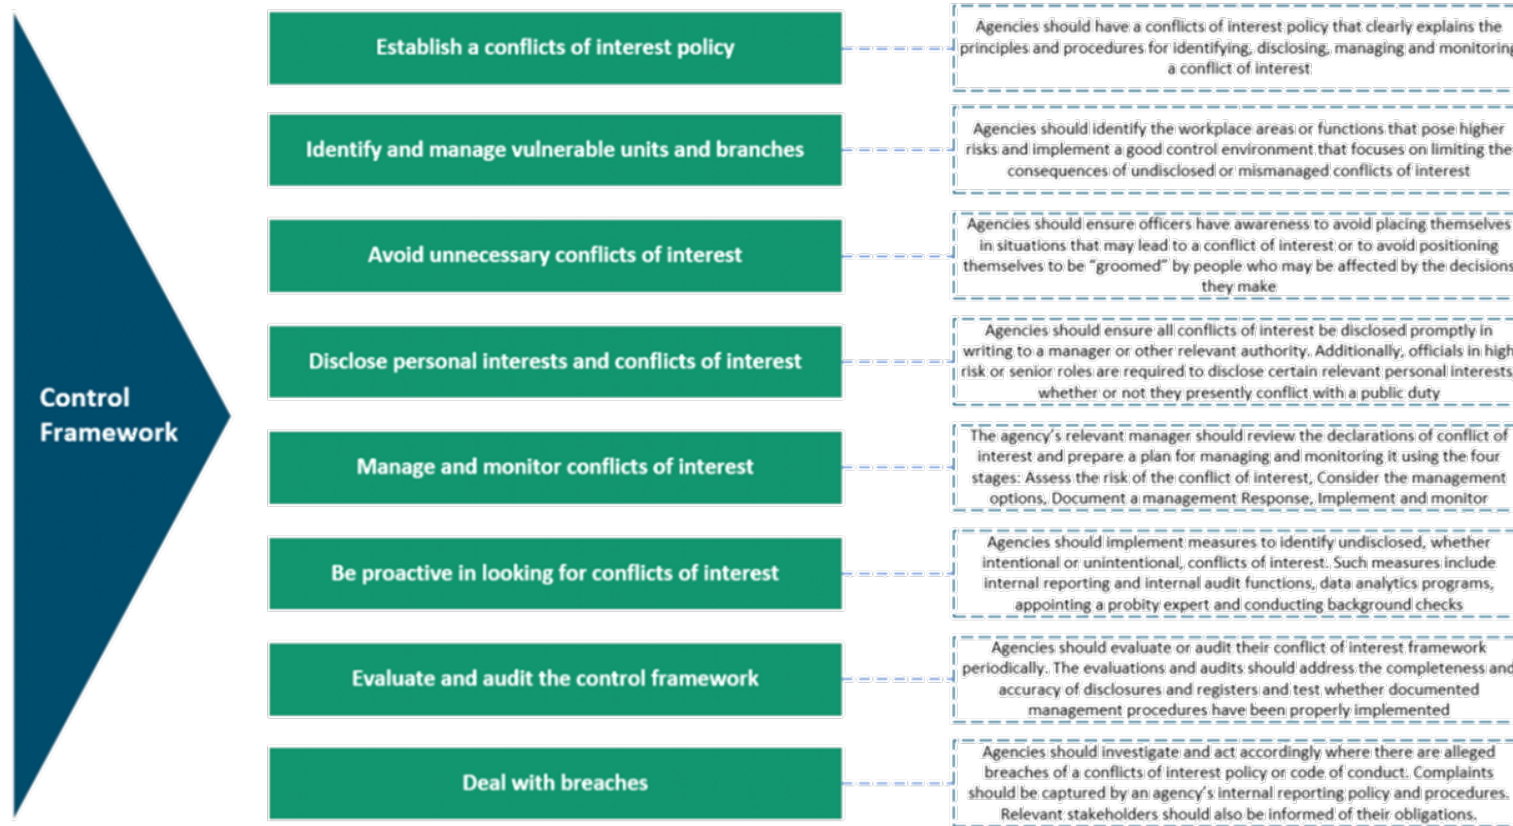 Control
Framework
Establish a conflicts of interest policy
Agencies should have a conflicts of interest policy that clearly explains the
principles and procedures for identifying, disclosing, managing and monitoring
a conflict of interest
Identify and manage vulnerable units and branches
Agencies should identify the workplace areas or functions that pose higher
risks and implement a good control environment that focuses on limiting the
consequences of undisclosed or mismanaged conflicts of interest
Avoid unnecessary conflicts of interest
Agencies should ensure officers have awareness to avoid placing themselves
in situations that may lead to a conflict of interest or to avoid positioning
themselves to be “groomed” by people who may be affected by the decisions
they make
Disclose personal interests and conflicts of interest
Agencies should ensure all conflicts of interest be disclosed promptly in
writing to a manager or other relevant authority. Additionally, officials in high
risk or senior roles are required to disclose certain relevant personal interests,
whether or not they presently conflict with a public duty
Manage and monitor conflicts of interest
The agency’s relevant manager should review the declarations of conflict of
interest and prepare a plan for managing and monitoring it using the four
stages: Assess the risk of the conflict of interest, Consider the management
options, Document a management Response, Implement and monitor
Be proactive in looking for conflicts of interest
Agencies should implement measures to identify undisclosed, whether
intentional or unintentional, conflicts of interest. Such measures include
internal reporting and internal audit functions, data analytics programs,
appointing a probity expert and conducting background checks
Evaluate and audit the control framework
Agencies should evaluate or audit their conflict of interest framework
periodically. The evaluations and audits should address the completeness and
accuracy of disclosures and registers and test whether documented
management procedures have been properly implemented
Deal with breaches
Agencies should investigate and act accordingly where there are alleged
breaches of a conflicts of interest policy or code of conduct. Complaints
should be captured by an agency’s internal reporting policy and procedures.
Relevant stakeholders should also be informed of their obligations.